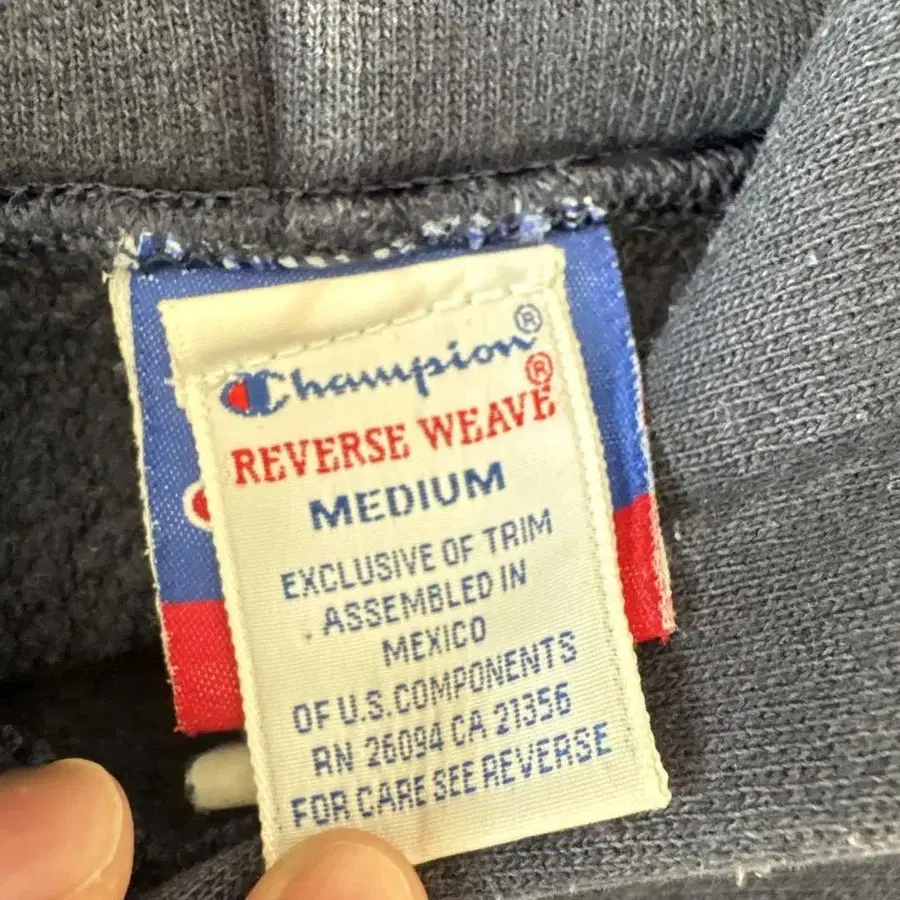 Champion®
REVERSE WEAVE®
MEDIUM
EXCLUSIVE OF TRIM
ASSEMBLED IN
MEXICO
OF U.S. COMPONENTS
RN 26094 CA 21356
FOR CARE SEE REVERSE